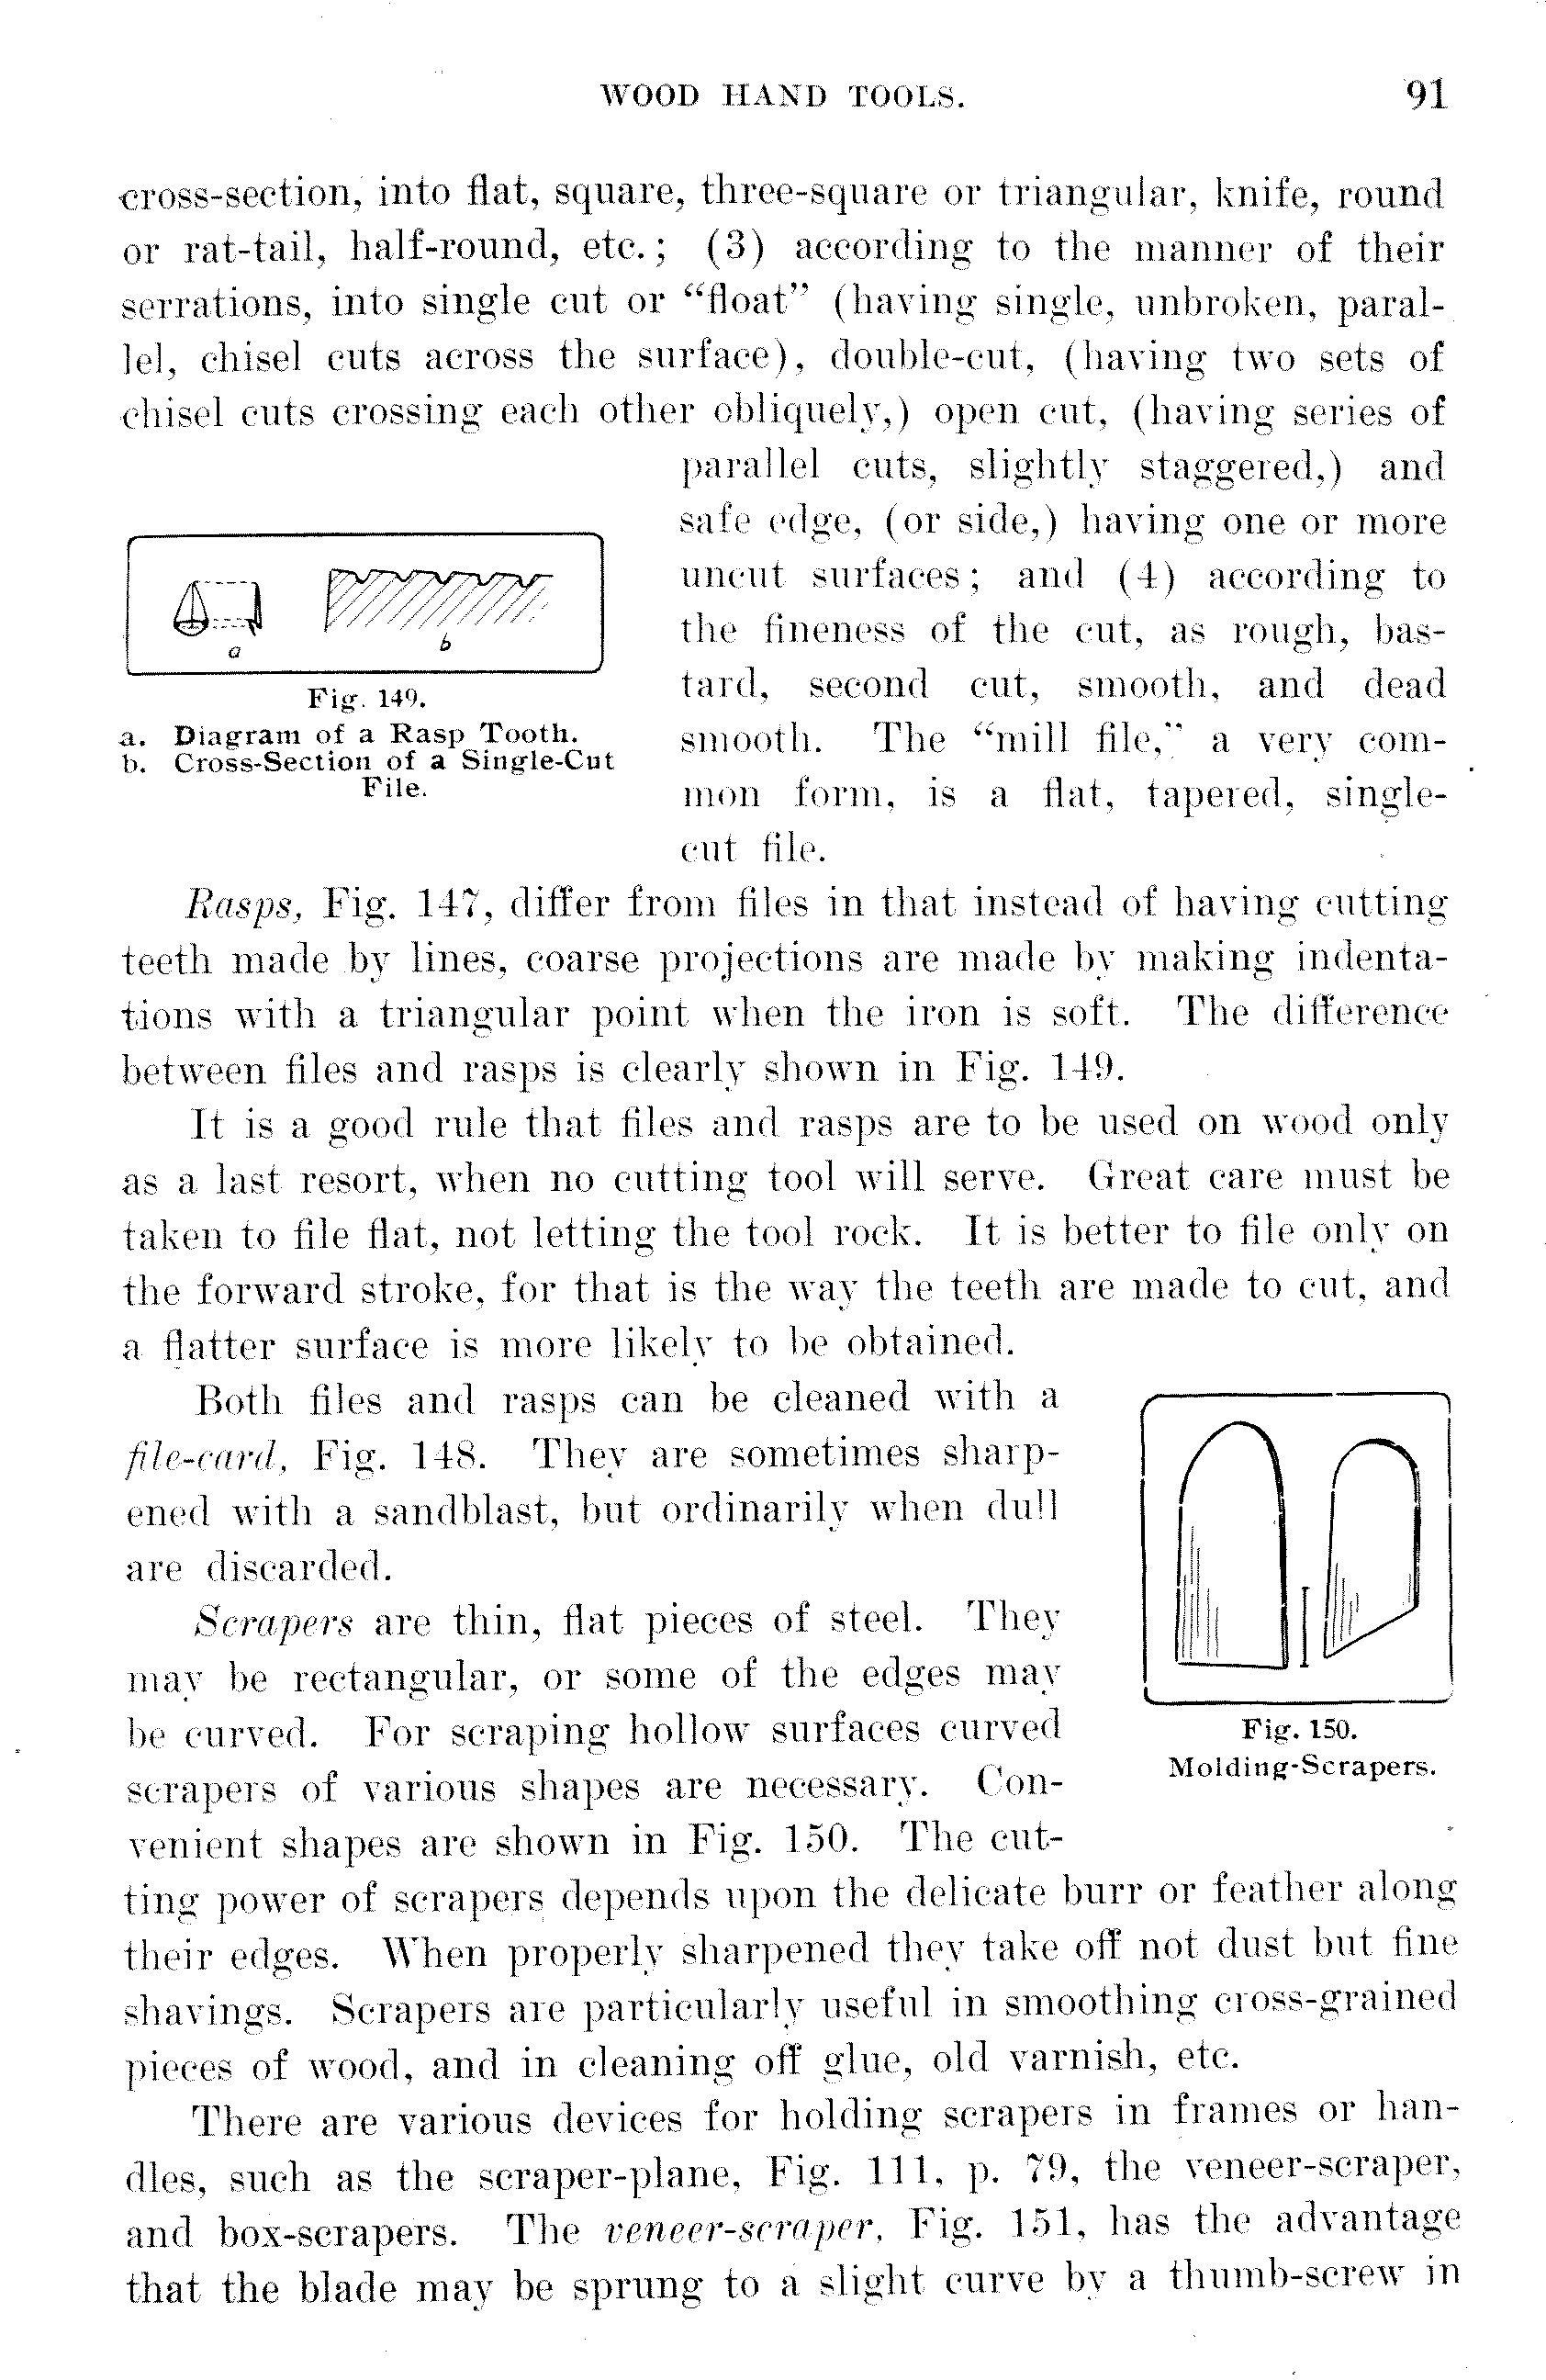 WOOD HAND TOOLS. 91
cross-section, into flat, square, three-square or triangular, knife, round
or rat-tail, half-round, etc.; (3) according to the manner of their
serrations, into single cut or “float” (having single, unbroken, paral-
lel, chisel cuts across the surface), double-cut, (having two sets of
chisel cuts crossing each other obliquely,) open cut, (having series of
parallel cuts, slightly staggered,) and
safe edge, (or side,) having one or more
uncut surfaces; and (4) according to
the fineness of the cut, as rough, bas-
tard, second cut, smooth, and dead
smooth. The “mill file,” a very com-
mon form, is a flat, tapered, single-
cut file.
a
b
Fig. 149.
a. Diagram of a Rasp Tooth.
b. Cross-Section of a Single-Cut
File.
Rasps, Fig. 147, differ from files in that instead of having cutting
teeth made by lines, coarse projections are made by making indenta-
tions with a triangular point when the iron is soft. The difference
between files and rasps is clearly shown in Fig. 149.
It is a good rule that files and rasps are to be used on wood only
as a last resort, when no cutting tool will serve. Great care must be
taken to file flat, not letting the tool rock. It is better to file only on
the forward stroke, for that is the way the teeth are made to cut, and
a flatter surface is more likely to be obtained.
Both files and rasps can be cleaned with a
file-card, Fig. 148. They are sometimes sharp-
ened with a sandblast, but ordinarily when dull
are discarded.
Scrapers are thin, flat pieces of steel. They
may be rectangular, or some of the edges may
be curved. For scraping hollow surfaces curved
scrapers of various shapes are necessary. Con-
venient shapes are shown in Fig. 150. The cut-
Fig. 150.
Molding-Scrapers.
ting power of scrapers depends upon the delicate burr or feather along
their edges. When properly sharpened they take off not dust but fine
shavings. Scrapers are particularly useful in smoothing cross-grained
pieces of wood, and in cleaning off glue, old varnish, etc.
There are various devices for holding scrapers in frames or han-
dles, such as the scraper-plane, Fig. 111, p. 79, the veneer-scraper,
and box-scrapers. The veneer-scraper, Fig. 151, has the advantage
that the blade may be sprung to a slight curve by a thumb-screw in